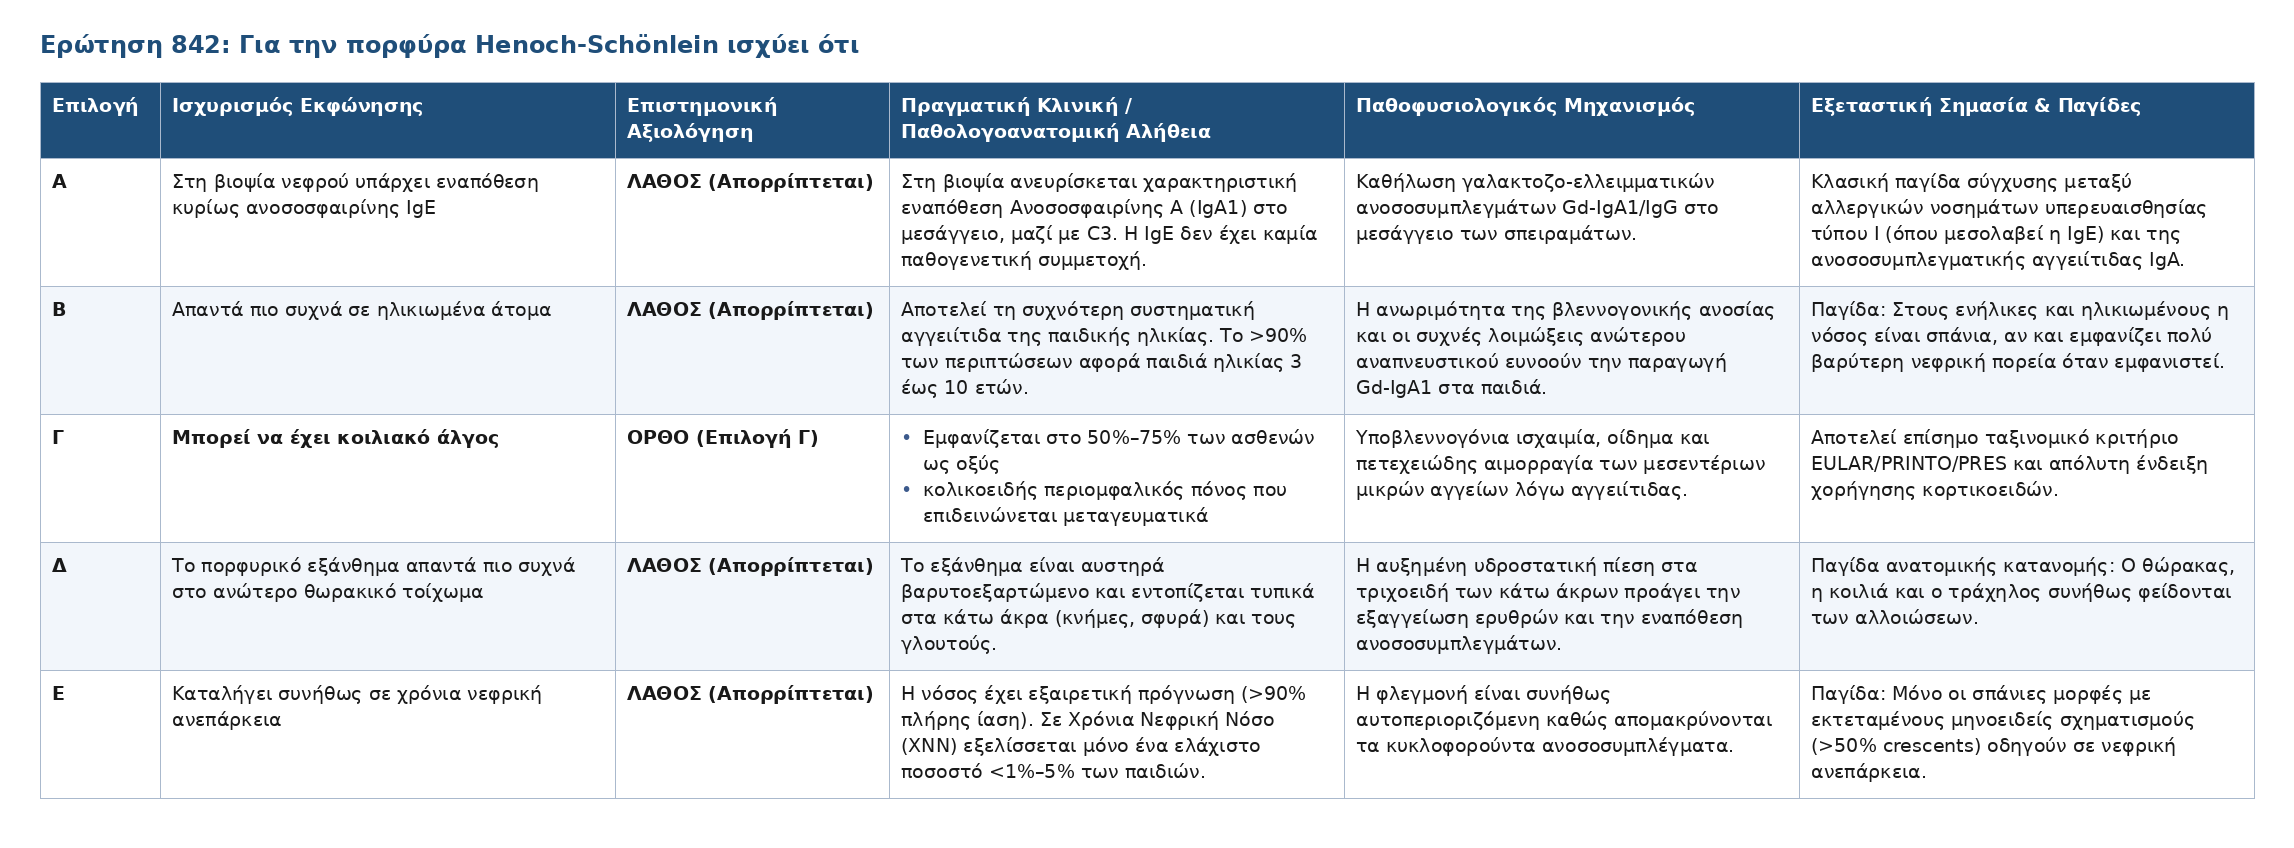 Ερώτηση 842: Για την πορφύρα Henoch-Schönlein ισχύει ότι
Επιλογή
Ισχυρισμός Εκφώνησης
Επιστημονική
Αξιολόγηση
Πραγματική Κλινική /
Παθολογοανατομική Αλήθεια
Παθοφυσιολογικός Μηχανισμός
Εξεταστική Σημασία & Παγίδες
Α
Στη βιοψία νεφρού υπάρχει εναπόθεση
κυρίως ανοσοσφαιρίνης IgE
ΛΑΘΟΣ (Απορρίπτεται)
Στη βιοψία ανευρίσκεται χαρακτηριστική
εναπόθεση Ανοσοσφαιρίνης Α (IgA1) στο
μεσάγγειο, μαζί με C3. Η IgE δεν έχει καμία
παθογενετική συμμετοχή.
Καθήλωση γαλακτοζο-ελλειμματικών
ανοσοσυμπλεγμάτων Gd-IgA1/IgG στο
μεσάγγειο των σπειραμάτων.
Κλασική παγίδα σύγχυσης μεταξύ
αλλεργικών νοσημάτων υπερευαισθησίας
τύπου Ι (όπου μεσολαβεί η IgE) και της
ανοσοσυμπλεγματικής αγγειίτιδας IgA.
Β
Απαντά πιο συχνά σε ηλικιωμένα άτομα
ΛΑΘΟΣ (Απορρίπτεται)
Αποτελεί τη συχνότερη συστηματική
αγγειίτιδα της παιδικής ηλικίας. Το >90%
των περιπτώσεων αφορά παιδιά ηλικίας 3
έως 10 ετών.
Η ανωριμότητα της βλεννογονικής ανοσίας
και οι συχνές λοιμώξεις ανώτερου
αναπνευστικού ευνοούν την παραγωγή
Gd-IgA1 στα παιδιά.
Παγίδα: Στους ενήλικες και ηλικιωμένους η
νόσος είναι σπάνια, αν και εμφανίζει πολύ
βαρύτερη νεφρική πορεία όταν εμφανιστεί.
Γ
Μπορεί να έχει κοιλιακό άλγος
ΟΡΘΟ (Επιλογή Γ)
• Εμφανίζεται στο 50%–75% των ασθενών
ως οξύς
• κολικοειδής περιομφαλικός πόνος που
επιδεινώνεται μεταγευματικά
Υποβλεννογόνια ισχαιμία, οίδημα και
πετεχειώδης αιμορραγία των μεσεντέριων
μικρών αγγείων λόγω αγγειίτιδας.
Αποτελεί επίσημο ταξινομικό κριτήριο
EULAR/PRINTO/PRES και απόλυτη ένδειξη
χορήγησης κορτικοειδών.
Δ
Το πορφυρικό εξάνθημα απαντά πιο συχνά
στο ανώτερο θωρακικό τοίχωμα
ΛΑΘΟΣ (Απορρίπτεται)
Το εξάνθημα είναι αυστηρά
βαρυτοεξαρτώμενο και εντοπίζεται τυπικά
στα κάτω άκρα (κνήμες, σφυρά) και τους
γλουτούς.
Η αυξημένη υδροστατική πίεση στα
τριχοειδή των κάτω άκρων προάγει την
εξαγγείωση ερυθρών και την εναπόθεση
ανοσοσυμπλεγμάτων.
Παγίδα ανατομικής κατανομής: Ο θώρακας,
η κοιλιά και ο τράχηλος συνήθως φείδονται
των αλλοιώσεων.
Ε
Καταλήγει συνήθως σε χρόνια νεφρική
ανεπάρκεια
ΛΑΘΟΣ (Απορρίπτεται)
Η νόσος έχει εξαιρετική πρόγνωση (>90%
πλήρης ίαση). Σε Χρόνια Νεφρική Νόσο
(ΧΝΝ) εξελίσσεται μόνο ένα ελάχιστο
ποσοστό <1%–5% των παιδιών.
Η φλεγμονή είναι συνήθως
αυτοπεριοριζόμενη καθώς απομακρύνονται
τα κυκλοφορούντα ανοσοσυμπλέγματα.
Παγίδα: Μόνο οι σπάνιες μορφές με
εκτεταμένους μηνοειδείς σχηματισμούς
(>50% crescents) οδηγούν σε νεφρική
ανεπάρκεια.